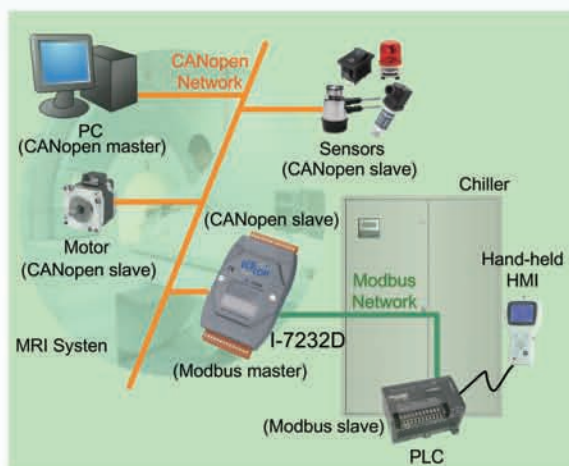 CANopen
Network
PC
(CANopen master)
Sensors
(CANopen slave)
Chiller
Motor
(CANopen slave)
(CANopen slave)
Hand-held
HMI
Modbus
Network
I-7232D
MRI Systen
(Modbus master)
(Modbus slave)
PLC